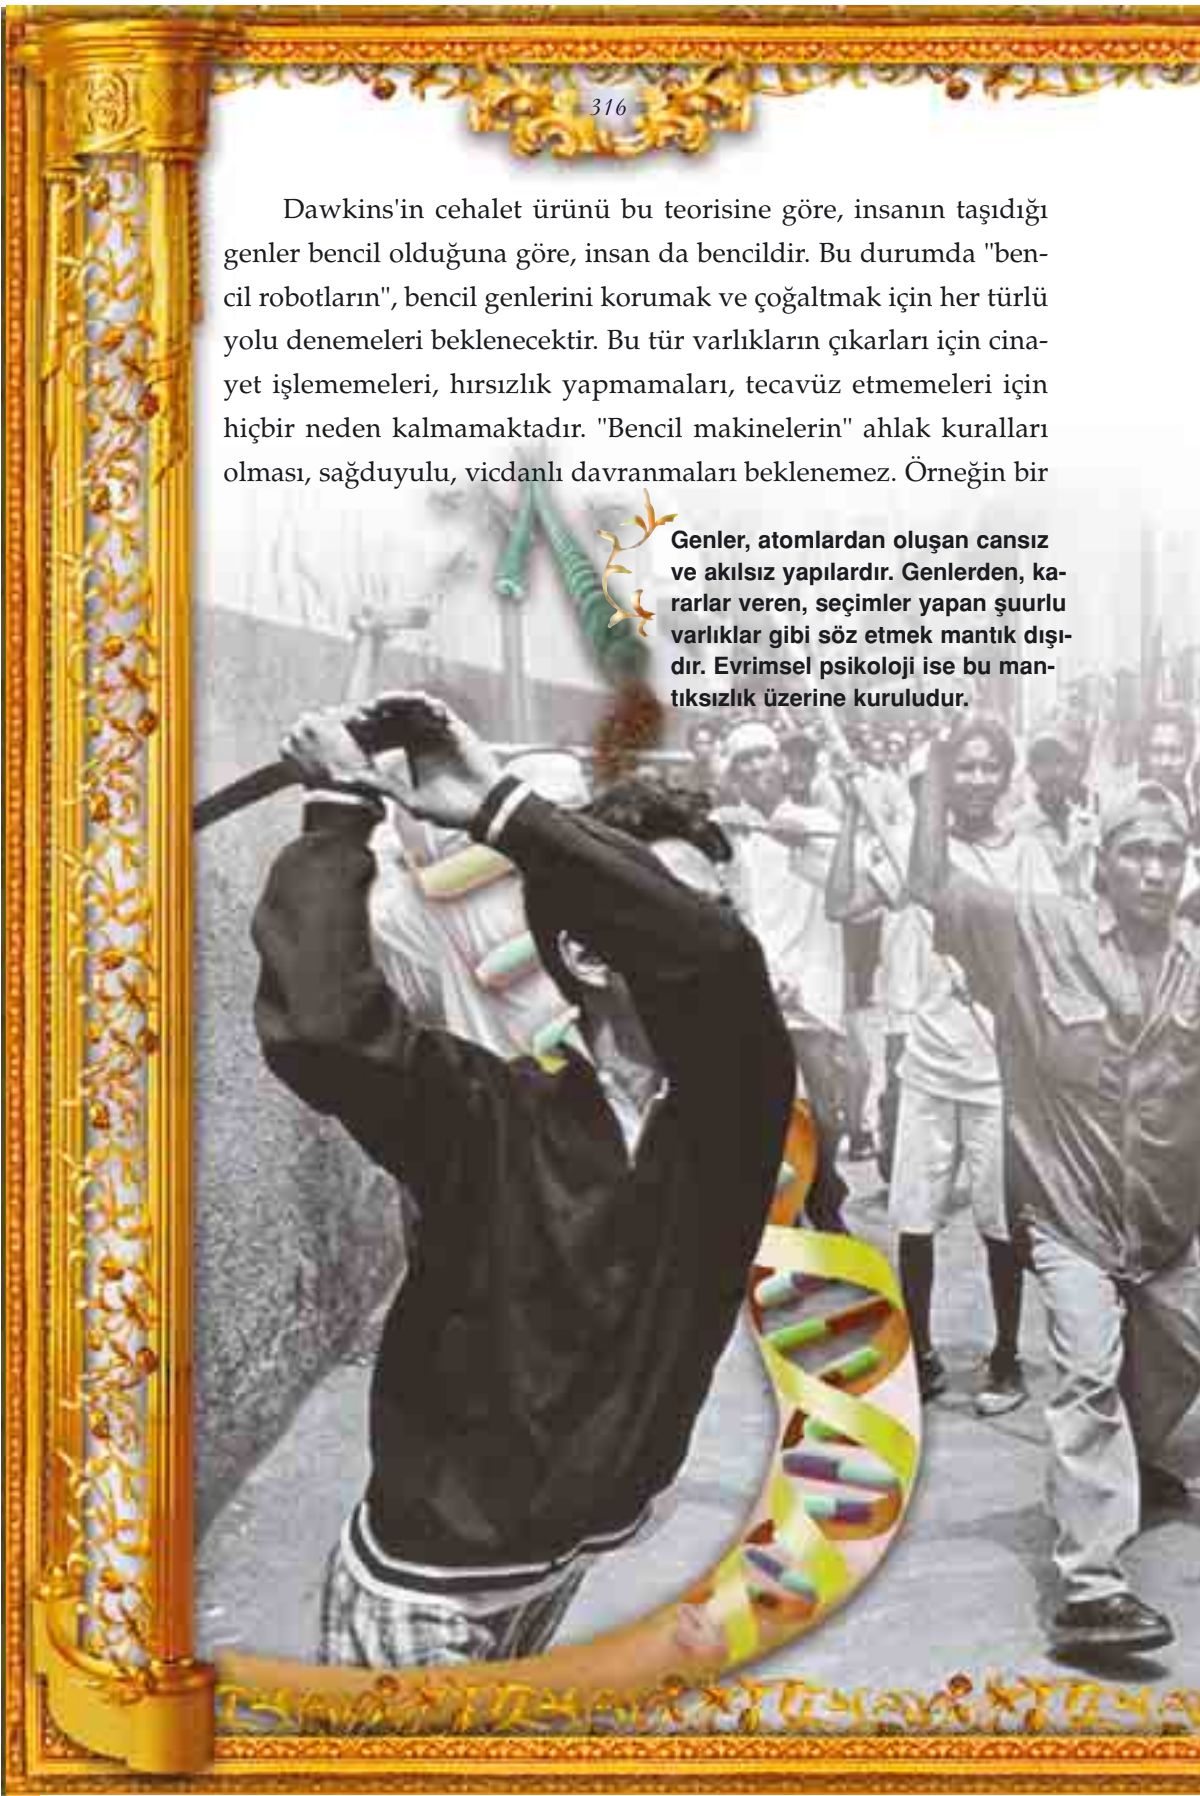 316
Dawkins'in cehalet ürünü bu teorisine göre, insanın taşıdığı
genler bencil olduğuna göre, insan da bencildir. Bu durumda "ben-
cil robotların", bencil genlerini korumak ve çoğaltmak için her türlü
yolu denemeleri beklenecektir. Bu tür varlıkların çıkarları için cina-
yet işlememeleri, hırsızlık yapmamaları, tecavüz etmemeleri için
hiçbir neden kalmamaktadır. "Bencil makinelerin" ahlak kuralları
olması, sağduyulu, vicdanlı davranmaları beklenemez. Örneğin bir
Genler, atomlardan oluşan cansız
ve akılsız yapılardır. Genlerden, ka-
rarlar veren, seçimler yapan şuurlu
varlıklar gibi söz etmek mantık dışı-
dır. Evrimsel psikoloji ise bu man-
tıksızlık üzerine kuruludur.